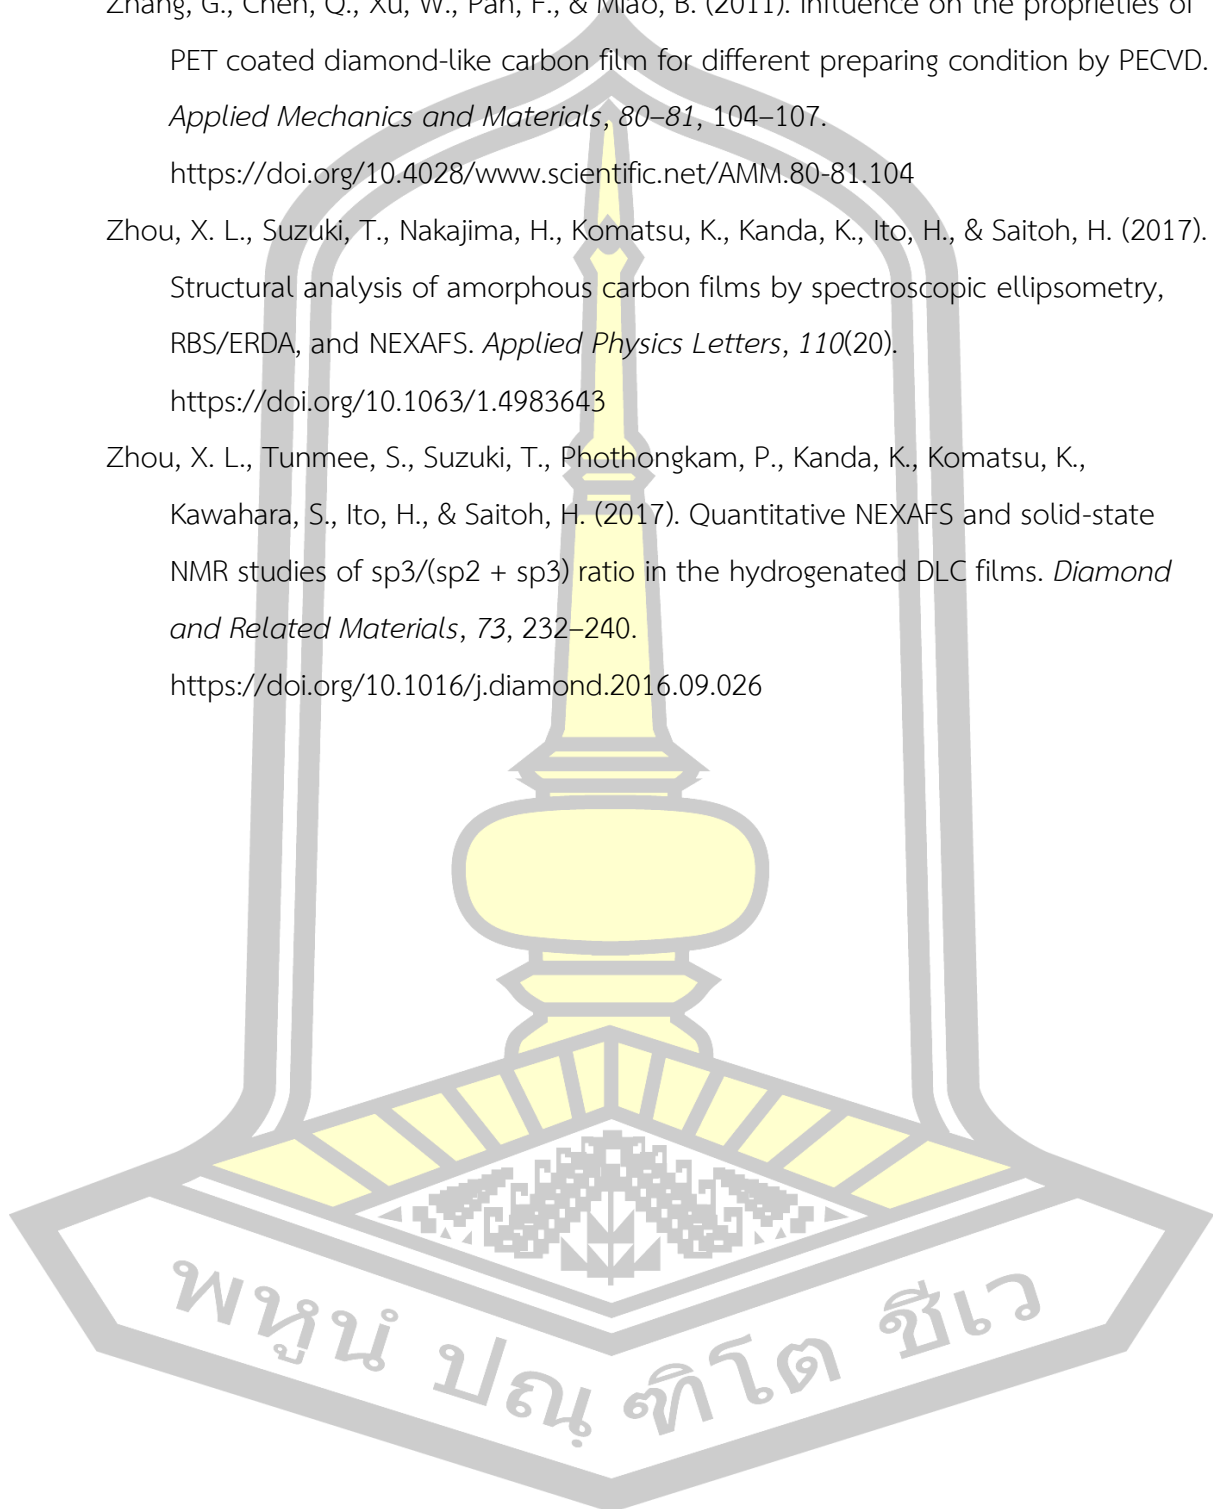 Zhang, G., Chen, Q., Xu, W., Pan, F., & Miao, B. (2011). Influence on the proprieties of
PET coated diamond-like carbon film for different preparing condition by PECVD.
Applied Mechanics and Materials, 80–81, 104–107.
https://doi.org/10.4028/www.scientific.net/AMM.80-81.104
Zhou, X. L., Suzuki, T., Nakajima, H., Komatsu, K., Kanda, K., Ito, H., & Saitoh, H. (2017).
Structural analysis of amorphous carbon films by spectroscopic ellipsometry,
RBS/ERDA, and NEXAFS. Applied Physics Letters, 110(20).
https://doi.org/10.1063/1.4983643
Zhou, X. L., Tunmee, S., Suzuki, T., Phothongkam, P., Kanda, K., Komatsu, K.,
Kawahara, S., Ito, H., & Saitoh, H. (2017). Quantitative NEXAFS and solid-state
NMR studies of sp3/(sp2 + sp3) ratio in the hydrogenated DLC films. Diamond
and Related Materials, 73, 232–240.
https://doi.org/10.1016/j.diamond.2016.09.026
พหูนํ ปณฺฑิโต ชีเว